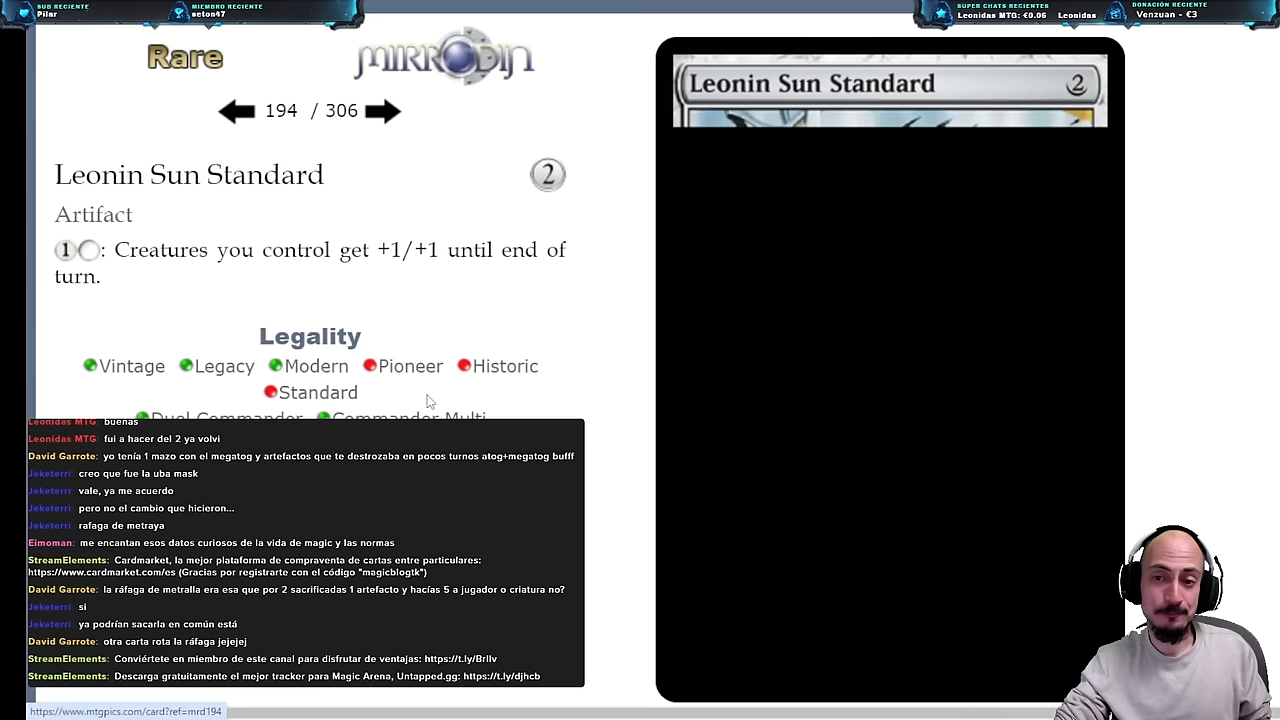 SUB RECIENTE
Pilar
MIEMBRO RECIENTE
seton47
SUPER CHATS RECIENTES
Leonidas MTG: €0.06 Leonidas
DONACIÓN RECIENTE
Venzuan - €3
Rare
MIRRODIN
194 / 306
Leonin Sun Standard
2
Artifact
1 : Creatures you control get +1/+1 until end of
turn.
Legality
Vintage Legacy Modern Pioneer Historic
Standard
Duel Commander Commander Multi
Leonin Sun Standard 2
Leonidas MTG: buenas
Leonidas MTG: fui a hacer del 2 ya volvi
David Garrote: yo tenía 1 mazo con el megatog y artefactos que te destrozaba en pocos turnos atog+megatog bufff
Jeketerri: creo que fue la uba mask
Jeketerri: vale, ya me acuerdo
Jeketerri: pero no el cambio que hicieron...
Jeketerri: rafaga de metraya
Eimoman: me encantan esos datos curiosos de la vida de magic y las normas
StreamElements: Cardmarket, la mejor plataforma de compraventa de cartas entre particulares:
https://www.cardmarket.com/es (Gracias por registrarte con el código "magicblogtk")
David Garrote: la ráfaga de metralla era esa que por 2 sacrificadas 1 artefacto y hacías 5 a jugador o criatura no?
Jeketerri: si
Jeketerri: ya podrían sacarla en común está
David Garrote: otra carta rota la ráfaga jejejej
StreamElements: Conviértete en miembro de este canal para disfrutar de ventajas: https://t.ly/BrIlv
StreamElements: Descarga gratuitamente el mejor tracker para Magic Arena, Untapped.gg: https://t.ly/djhcb
https://www.mtgpics.com/card?ref=mrd194